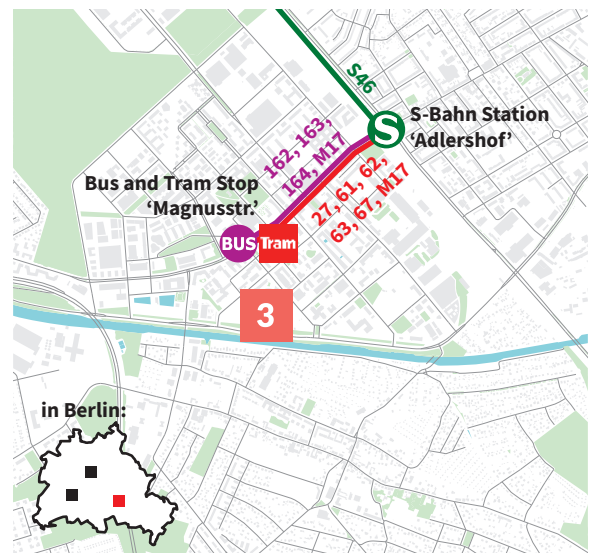 S46
S
S-Bahn Station
'Adlershof'
162, 163,
164, M17
27, 61, 62,
63, 67, M17
Bus and Tram Stop
'Magnusstr.'
BUS
Tram
3
in Berlin: